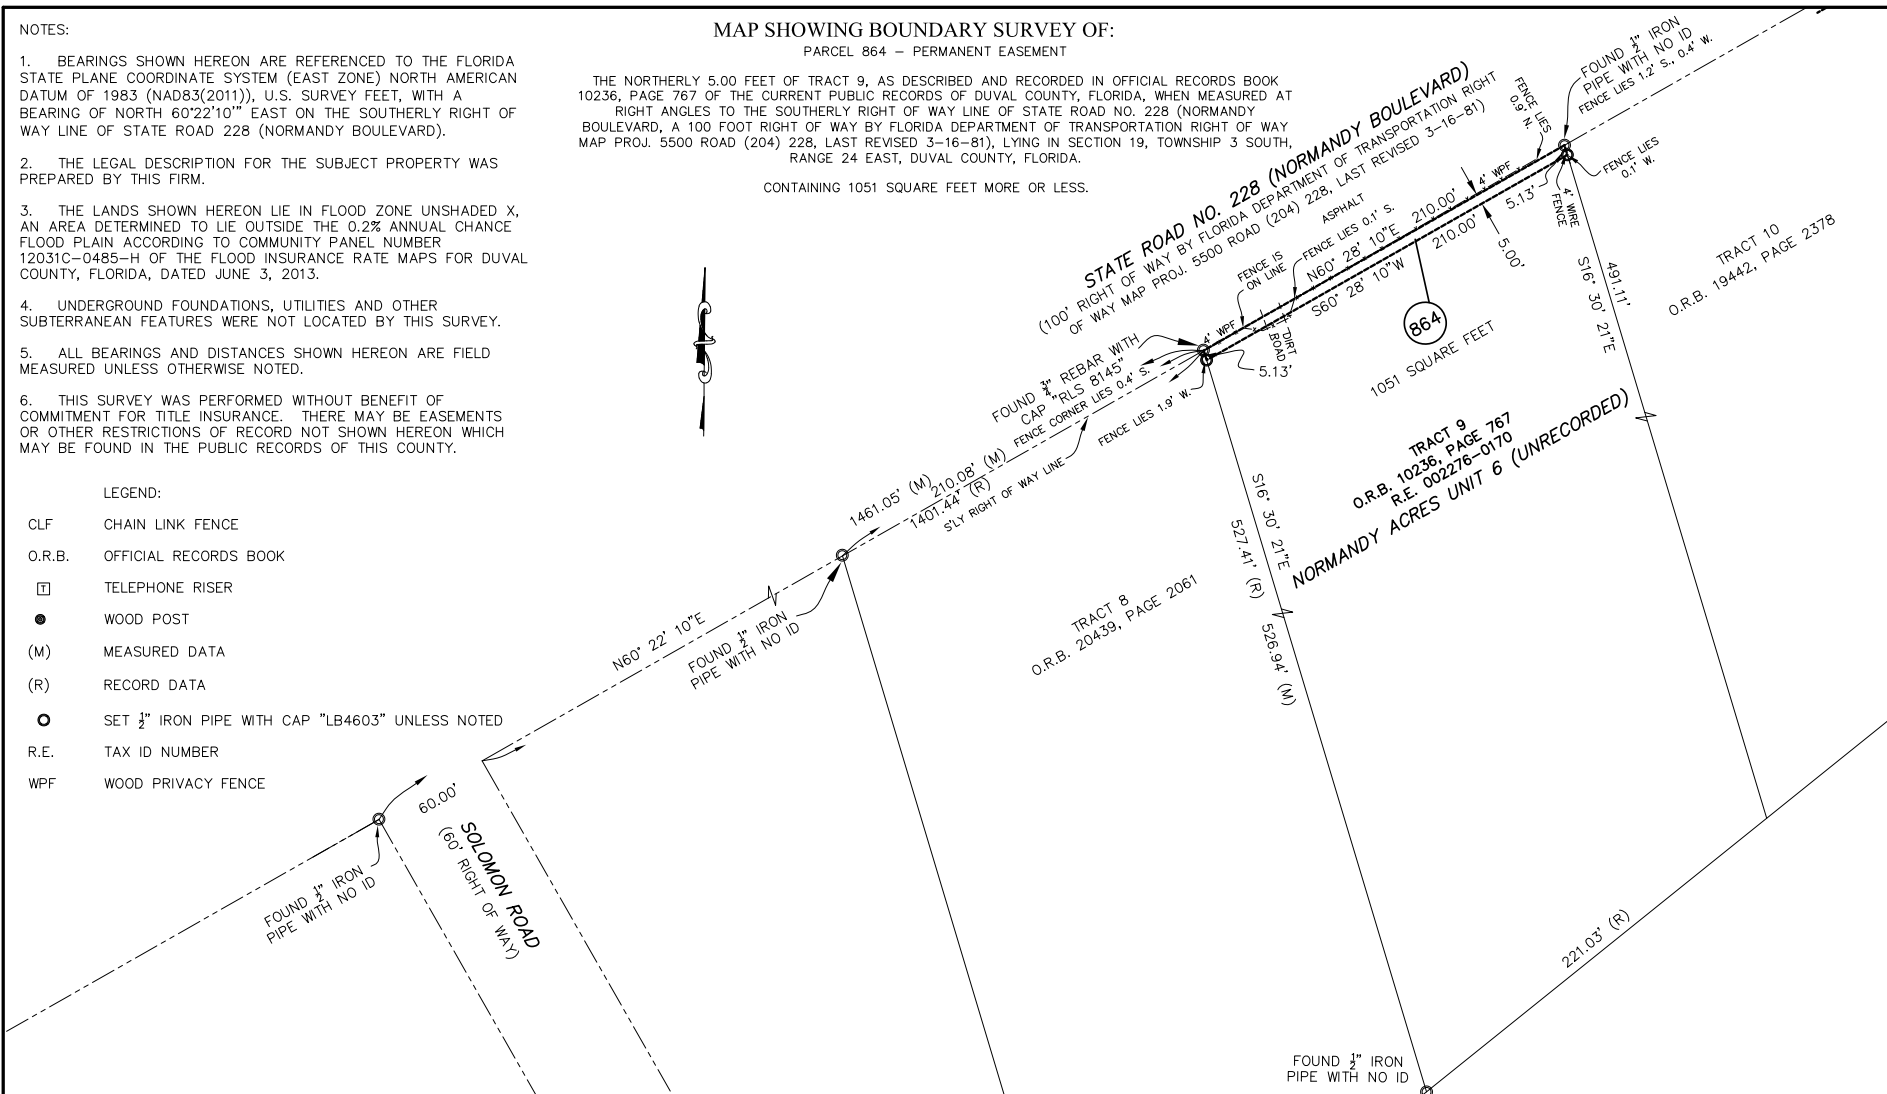 NOTES:
1. BEARINGS SHOWN HEREON ARE REFERENCED TO THE FLORIDA
STATE PLANE COORDINATE SYSTEM (EAST ZONE) NORTH AMERICAN
DATUM OF 1983 (NAD83(2011)), U.S. SURVEY FEET, WITH A
BEARING OF NORTH 60°22'10"" EAST ON THE SOUTHERLY RIGHT OF
WAY LINE OF STATE ROAD 228 (NORMANDY BOULEVARD).
2. THE LEGAL DESCRIPTION FOR THE SUBJECT PROPERTY WAS
PREPARED BY THIS FIRM.
3. THE LANDS SHOWN HEREON LIE IN FLOOD ZONE UNSHADED X,
AN AREA DETERMINED TO LIE OUTSIDE THE 0.2% ANNUAL CHANCE
FLOOD PLAIN ACCORDING TO COMMUNITY PANEL NUMBER
12031C-0485-H OF THE FLOOD INSURANCE RATE MAPS FOR DUVAL
COUNTY, FLORIDA, DATED JUNE 3, 2013.
4. UNDERGROUND FOUNDATIONS, UTILITIES AND OTHER
SUBTERRANEAN FEATURES WERE NOT LOCATED BY THIS SURVEY.
5. ALL BEARINGS AND DISTANCES SHOWN HEREON ARE FIELD
MEASURED UNLESS OTHERWISE NOTED.
6. THIS SURVEY WAS PERFORMED WITHOUT BENEFIT OF
COMMITMENT FOR TITLE INSURANCE. THERE MAY BE EASEMENTS
OR OTHER RESTRICTIONS OF RECORD NOT SHOWN HEREON WHICH
MAY BE FOUND IN THE PUBLIC RECORDS OF THIS COUNTY.
LEGEND:
CLF CHAIN LINK FENCE
O.R.B. OFFICIAL RECORDS BOOK
T TELEPHONE RISER
WOOD POST
(M) MEASURED DATA
(R) RECORD DATA
SET 1/2" IRON PIPE WITH CAP "LB4603" UNLESS NOTED
R.E. TAX ID NUMBER
WPF WOOD PRIVACY FENCE
MAP SHOWING BOUNDARY SURVEY OF:
PARCEL 864 – PERMANENT EASEMENT
THE NORTHERLY 5.00 FEET OF TRACT 9, AS DESCRIBED AND RECORDED IN OFFICIAL RECORDS BOOK
10236, PAGE 767 OF THE CURRENT PUBLIC RECORDS OF DUVAL COUNTY, FLORIDA, WHEN MEASURED AT
RIGHT ANGLES TO THE SOUTHERLY RIGHT OF WAY LINE OF STATE ROAD NO. 228 (NORMANDY
BOULEVARD, A 100 FOOT RIGHT OF WAY BY FLORIDA DEPARTMENT OF TRANSPORTATION RIGHT OF WAY
MAP PROJ. 5500 ROAD (204) 228, LAST REVISED 3-16-81), LYING IN SECTION 19, TOWNSHIP 3 SOUTH,
RANGE 24 EAST, DUVAL COUNTY, FLORIDA.
CONTAINING 1051 SQUARE FEET MORE OR LESS.
STATE ROAD NO. 228 (NORMANDY BOULEVARD)
(100' RIGHT OF WAY BY FLORIDA DEPARTMENT OF TRANSPORTATION RIGHT
OF WAY MAP PROJ. 5500 ROAD (204) 228, LAST REVISED 3-16-81)
FOUND 1/2" IRON
PIPE WITH NO ID
FENCE LIES 1.2' S., 0.4' W.
FENCE LIES
0.9' N.
FENCE LIES
0.1' W.
4' WPF
4' WIRE
FENCE
5.13'
5.00'
ASPHALT
FENCE LIES 0.1' S.
210.00'
N60° 28' 10"E
210.00'
S60° 28' 10"W
FENCE IS
ON LINE
4' WPF
DIRT
ROAD
5.13'
864
1051 SQUARE FEET
TRACT 10
O.R.B. 19442, PAGE 2378
491.11'
S16° 30' 21"E
FOUND 3/4" REBAR WITH
CAP "RLS 8145"
FENCE CORNER LIES 0.4' S.
FENCE LIES 1.9' W.
TRACT 9
O.R.B. 10236, PAGE 767
R.E. 002276-0170
NORMANDY ACRES UNIT 6 (UNRECORDED)
1461.05' (M)
210.08' (M)
1401.44' (R)
S'LY RIGHT OF WAY LINE
S16° 30' 21"E
527.41' (R)
526.94' (M)
TRACT 8
O.R.B. 20439, PAGE 2061
N60° 22' 10"E
FOUND 1/2" IRON
PIPE WITH NO ID
60.00'
SOLOMON ROAD
(60' RIGHT OF WAY)
FOUND 1/2" IRON
PIPE WITH NO ID
221.03' (R)
FOUND 1/2" IRON
PIPE WITH NO ID